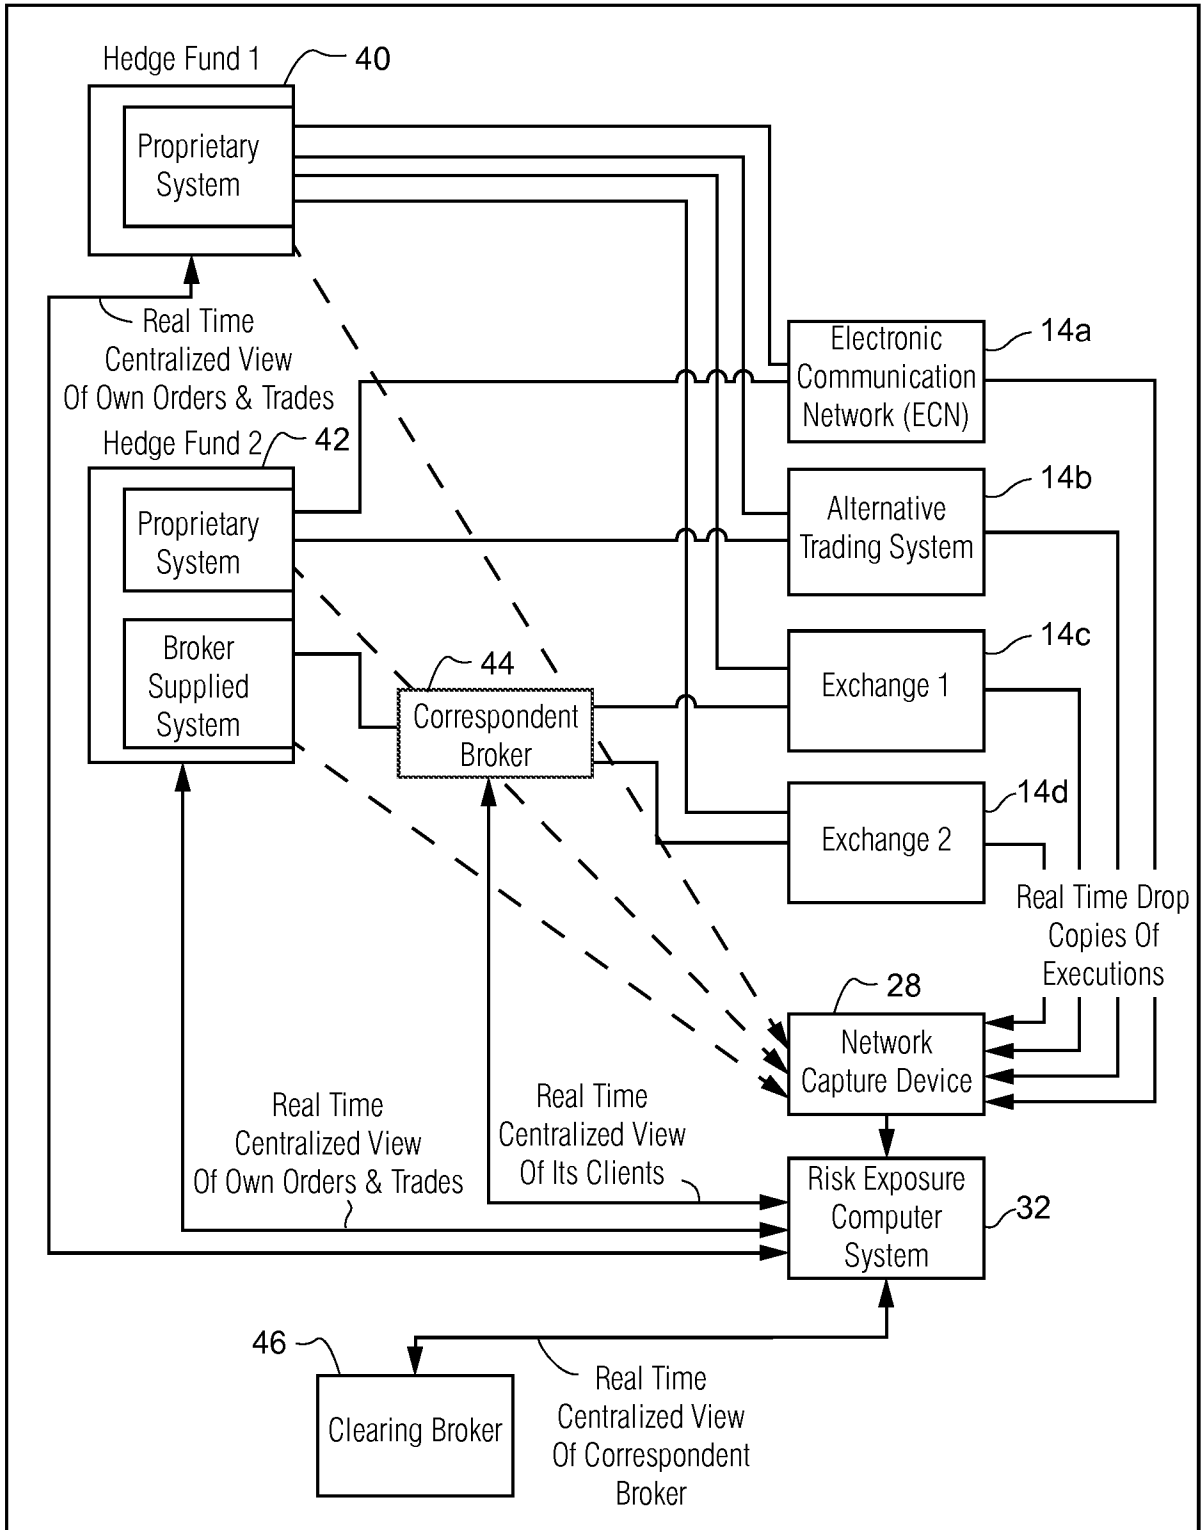 Hedge Fund 1
40
Proprietary
System
Real Time
Centralized View
Of Own Orders & Trades
Hedge Fund 2
42
Proprietary
System
Broker
Supplied
System
44
Correspondent
Broker
Electronic
Communication
Network (ECN)
14a
Alternative
Trading System
14b
Exchange 1
14c
Exchange 2
14d
Real Time Drop
Copies Of
Executions
28
Network
Capture Device
Real Time
Centralized View
Of Own Orders & Trades
Real Time
Centralized View
Of Its Clients
Risk Exposure
Computer
System
32
46
Clearing Broker
Real Time
Centralized View
Of Correspondent
Broker